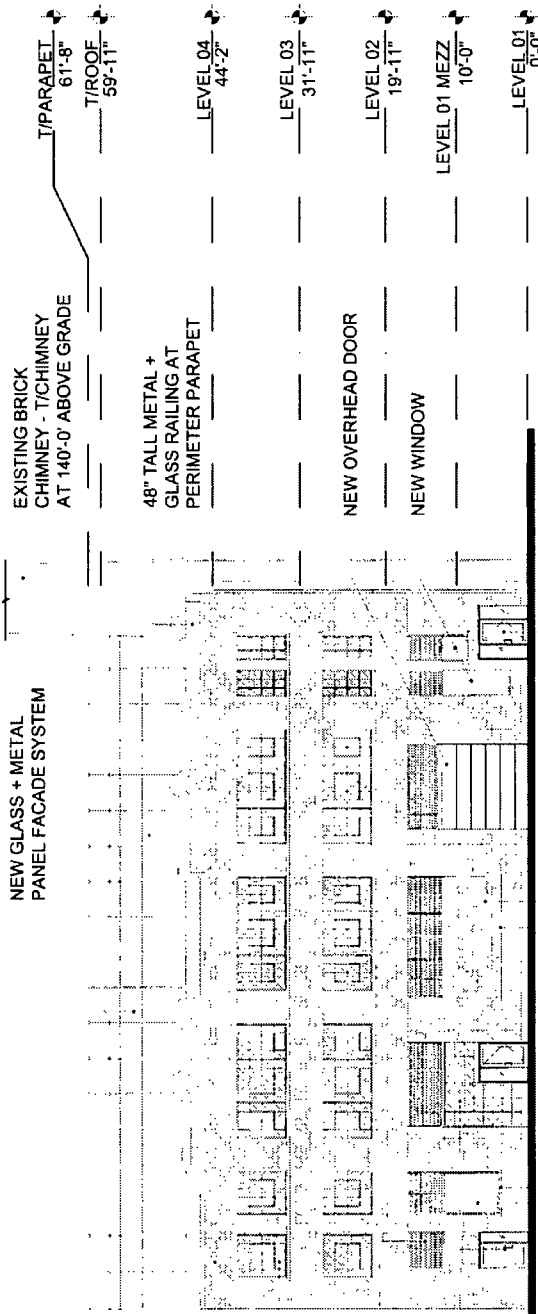 NEW GLASS + METAL
PANEL FACADE SYSTEM
EXISTING BRICK
CHIMNEY - T/CHIMNEY
AT 140'-0' ABOVE GRADE
48" TALL METAL +
GLASS RAILING AT
PERIMETER PARAPET
NEW OVERHEAD DOOR
NEW WINDOW
T/PARAPET
61'-8"
T/ROOF
59'-11"
LEVEL 04
44'-2"
LEVEL 03
31'-11"
LEVEL 02
19'-11"
LEVEL 01 MEZZ
10'-0"
LEVEL 01
0'-0"